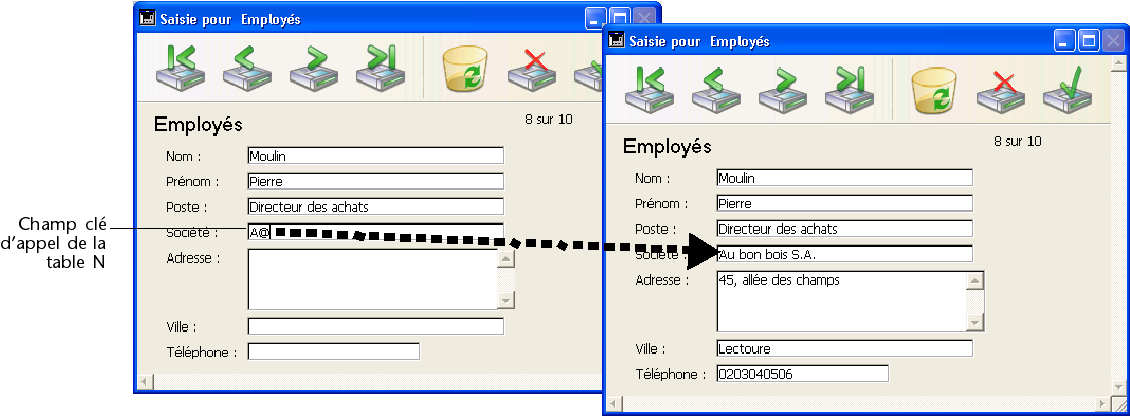 Saisie pour Employés
Employés
8 sur 10
Nom :
Moulin
Prénom :
Pierre
Poste :
Directeur des achats
Société :
A@
Adresse :
Ville :
Téléphone :
Champ clé
d'appel de la
table N
Saisie pour Employés
Employés
8 sur 10
Nom :
Moulin
Prénom :
Pierre
Poste :
Directeur des achats
Société :
Au bon bois S.A.
Adresse :
45, allée des champs
Ville :
Lectoure
Téléphone :
0203040506